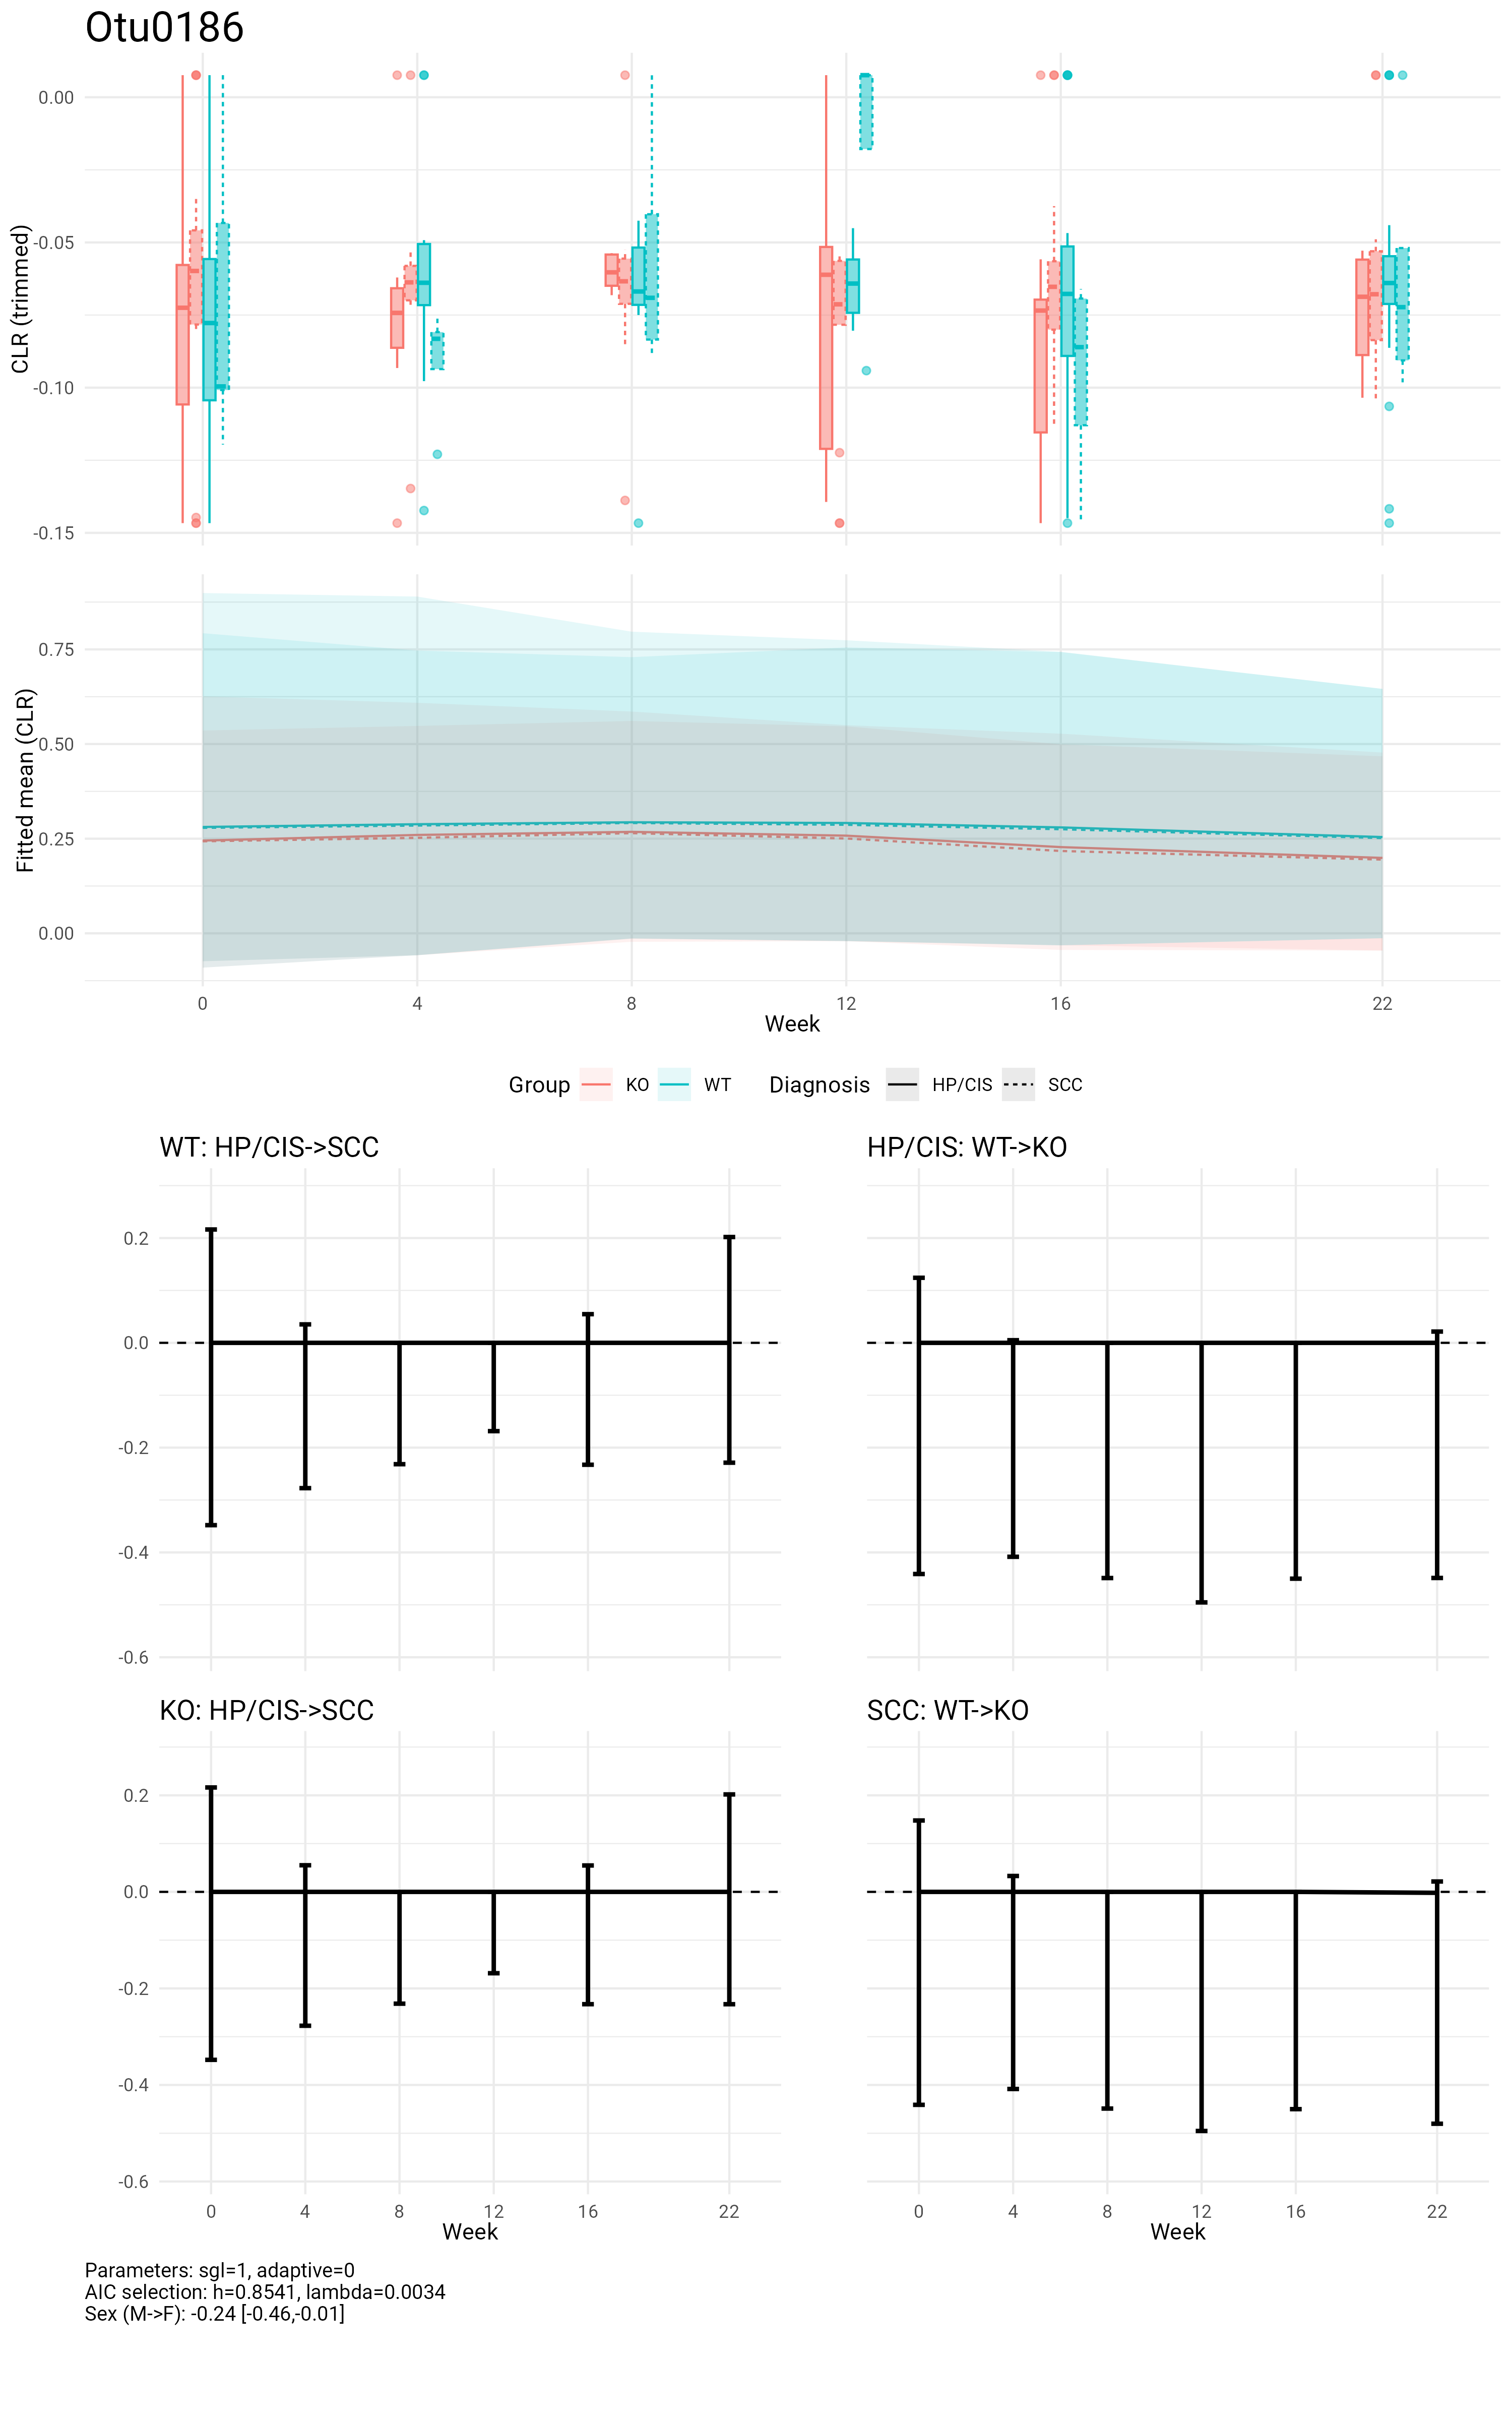 Otu0186
CLR (trimmed)
0.00
-0.05
-0.10
-0.15
Fitted mean (CLR)
0.75
0.50
0.25
0.00
0 4 8 12 16 22
Week
Group KO WT Diagnosis HP/CIS SCC
WT: HP/CIS->SCC
0.2
0.0
-0.2
-0.4
-0.6
HP/CIS: WT->KO
KO: HP/CIS->SCC
0.2
0.0
-0.2
-0.4
-0.6
0 4 8 12 16 22
Week
SCC: WT->KO
0 4 8 12 16 22
Week
Parameters: sgl=1, adaptive=0
AIC selection: h=0.8541, lambda=0.0034
Sex (M->F): -0.24 [-0.46,-0.01]